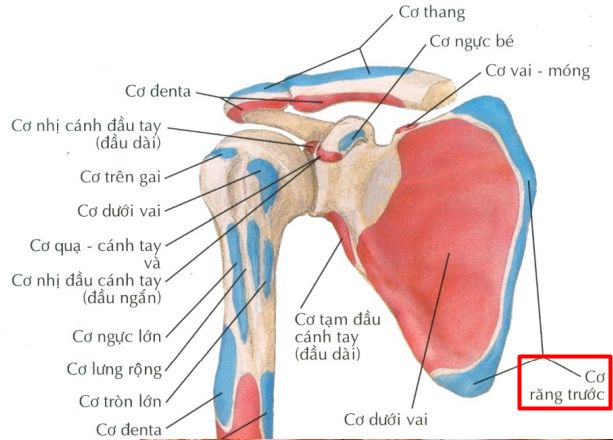 Cơ thang
Cơ ngực bé
Cơ vai - móng
Cơ đenta
Cơ nhị cánh đầu tay
(đầu dài)
Cơ trên gai
Cơ dưới vai
Cơ quạ - cánh tay
và
Cơ nhị đầu cánh tay
(đầu ngắn)
Cơ ngực lớn
Cơ lưng rộng
Cơ tròn lớn
Cơ đenta
Cơ tạm đầu
cánh tay
(đầu dài)
Cơ dưới vai
Cơ
răng trước